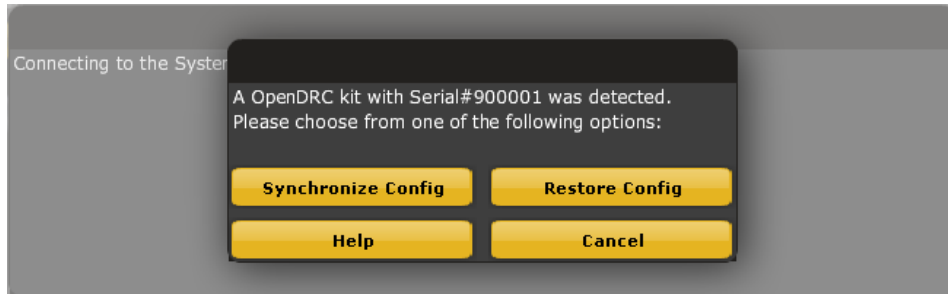 Connecting to the
A OpenDRC kit with Serial#900001 was detected.
Please choose from one of the following options:
Synchronize Config
Restore Config
Help
Cancel